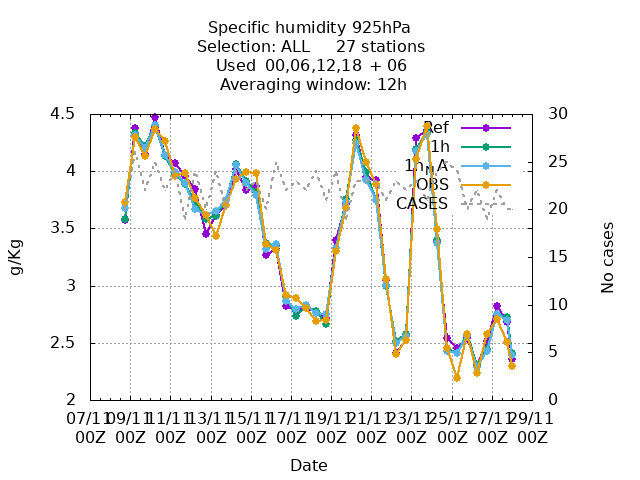 Specific humidity 925hPa
Selection: ALL 27 stations
Used 00,06,12,18 + 06
Averaging window: 12h
4.5
4
3.5
3
2.5
2
g/Kg
30
25
20
15
10
5
0
No cases
Ref
1h
1h_NA
OBS
CASES
07/11 09/11 11/11 13/11 15/11 17/11 19/11 21/11 23/11 25/11 27/11 29/11
00Z 00Z 00Z 00Z 00Z 00Z 00Z 00Z 00Z 00Z 00Z 00Z
Date